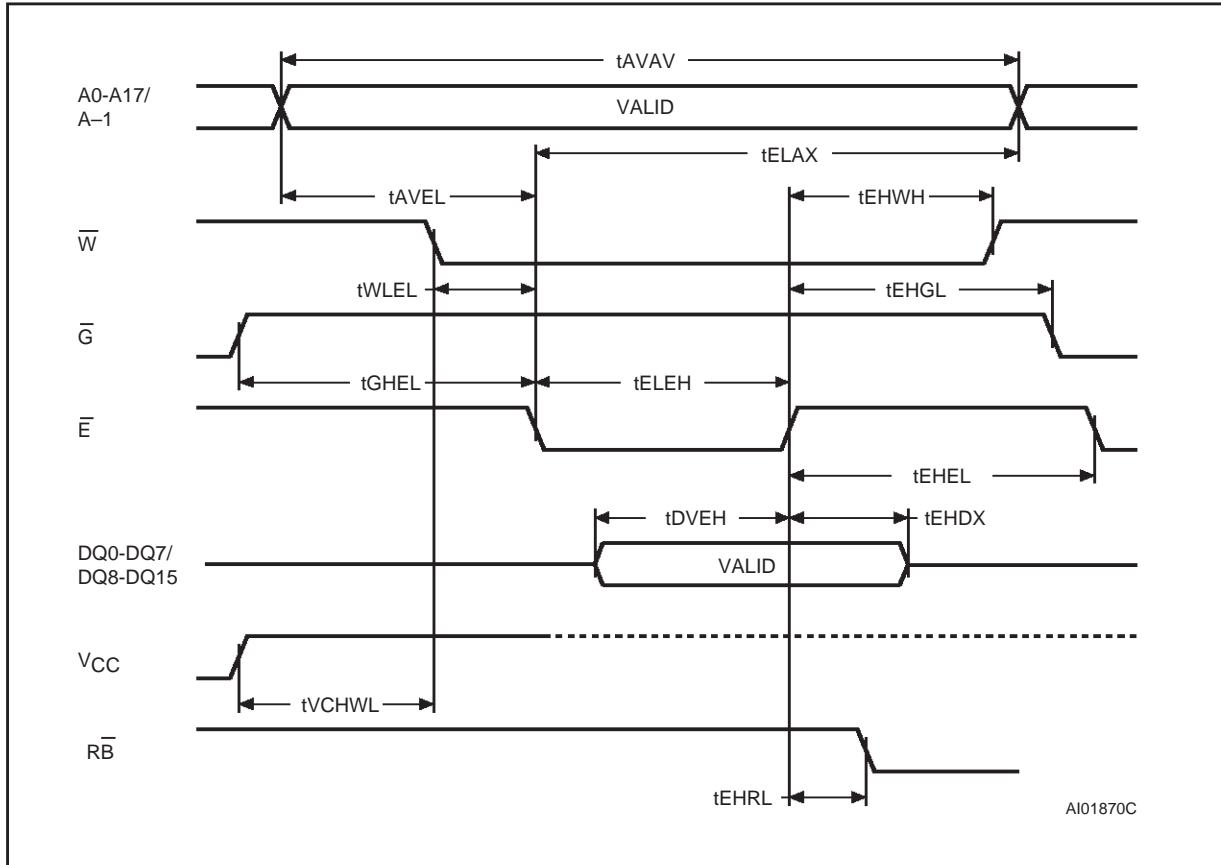 tAVAV
A0-A17/
A–1
VALID
tELAX
tAVEL
tEHWH
W̅
tWLEL
tEHGL
G̅
tGHEL
tELEH
E̅
tEHEL
tDVEH
tEHDX
DQ0-DQ7/
DQ8-DQ15
VALID
VCC
tVCHWL
RB̅
tEHRL
AI01870C